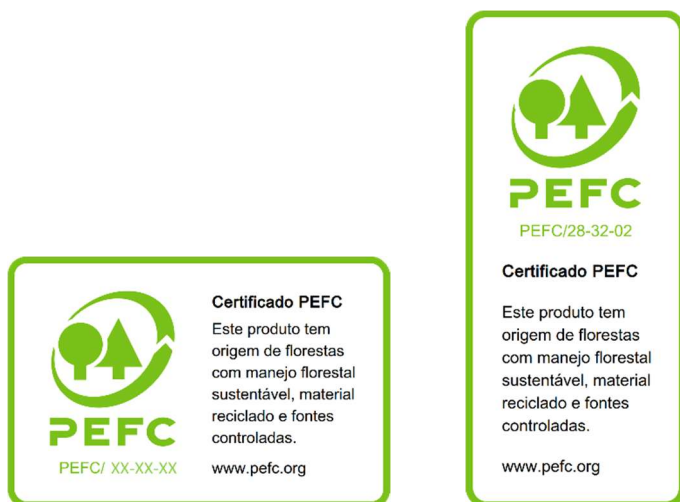 PEFC
PEFC/ XX-XX-XX
Certificado PEFC
Este produto tem
origem de florestas
com manejo florestal
sustentável, material
reciclado e fontes
controladas.
www.pefc.org
PEFC
PEFC/28-32-02
Certificado PEFC
Este produto tem
origem de florestas
com manejo florestal
sustentável, material
reciclado e fontes
controladas.
www.pefc.org